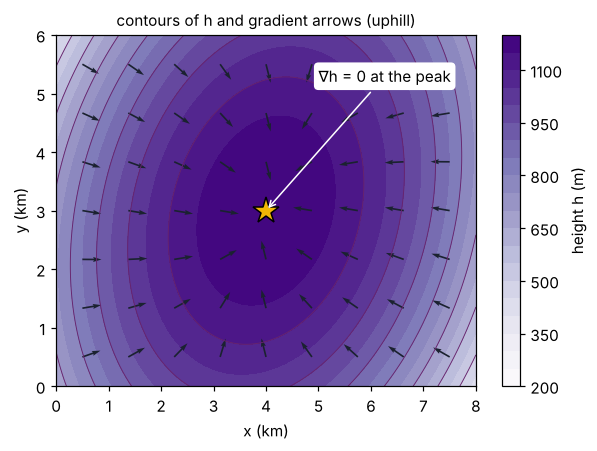 contours of h and gradient arrows (uphill)
∇h = 0 at the peak
6
5
4
3
2
1
0
y (km)
0 1 2 3 4 5 6 7 8
x (km)
1100
950
800
650
500
350
200
height h (m)